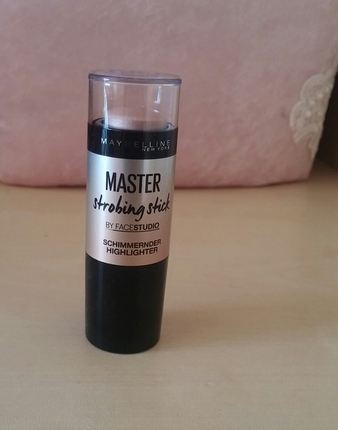 MAYBELLINE
NEW YORK
MASTER
strobing stick
BY FACESTUDIO
SCHIMMERNDER
HIGHLIGHTER